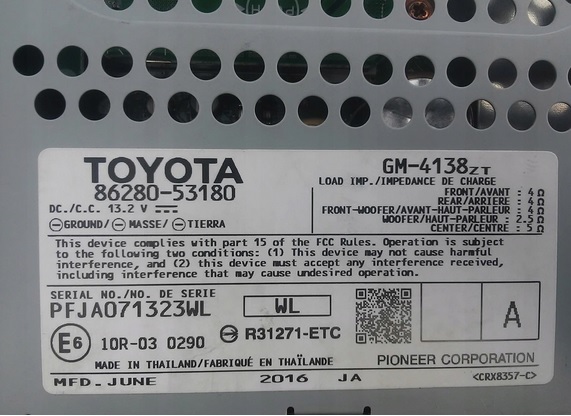 TOYOTA
86280-53180
DC./C.C. 13.2 V
GROUND/ MASSE/ TIERRA
GM-4138ZT
LOAD IMP./IMPEDANCE DE CHARGE
FRONT/AVANT : 4Ω
REAR/ARRIERE : 4Ω
FRONT-WOOFER/AVANT-HAUT-PARLEUR : 4Ω
WOOFER/HAUT-PARLEUR : 2.5Ω
CENTER/CENTRE : 5Ω
This device complies with part 15 of the FCC Rules. Operation is subject
to the following two conditions: (1) This device may not cause harmful
interference, and (2) this device must accept any interference received,
including interference that may cause undesired operation.
SERIAL NO./NO. DE SERIE
PFJA071323WL
WL
A
E6 10R-03 0290
R31271-ETC
MADE IN THAILAND/FABRIQUÉ EN THAÏLANDE
PIONEER CORPORATION
MFD. JUNE 2016 JA
<CRX8357-C>